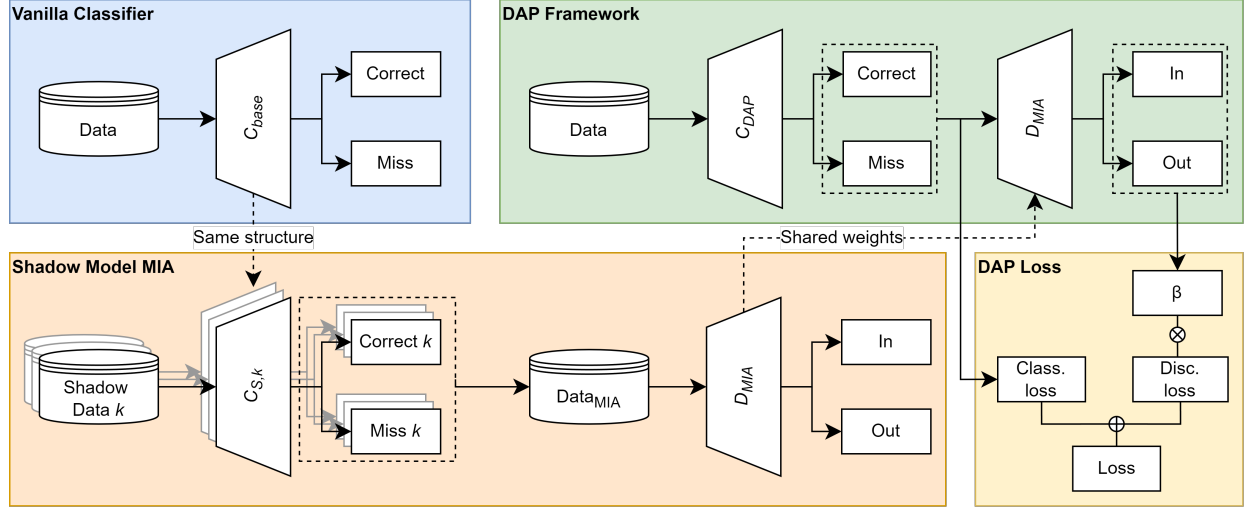 Vanilla Classifier
Data
C_base
Correct
Miss
DAP Framework
Data
C_DAP
Correct
Miss
D_MIA
In
Out
Same structure
Shared weights
Shadow Model MIA
Shadow
Data k
C_S,k
Correct k
Miss k
Data_MIA
D_MIA
In
Out
DAP Loss
β
Class.
loss
Disc.
loss
Loss